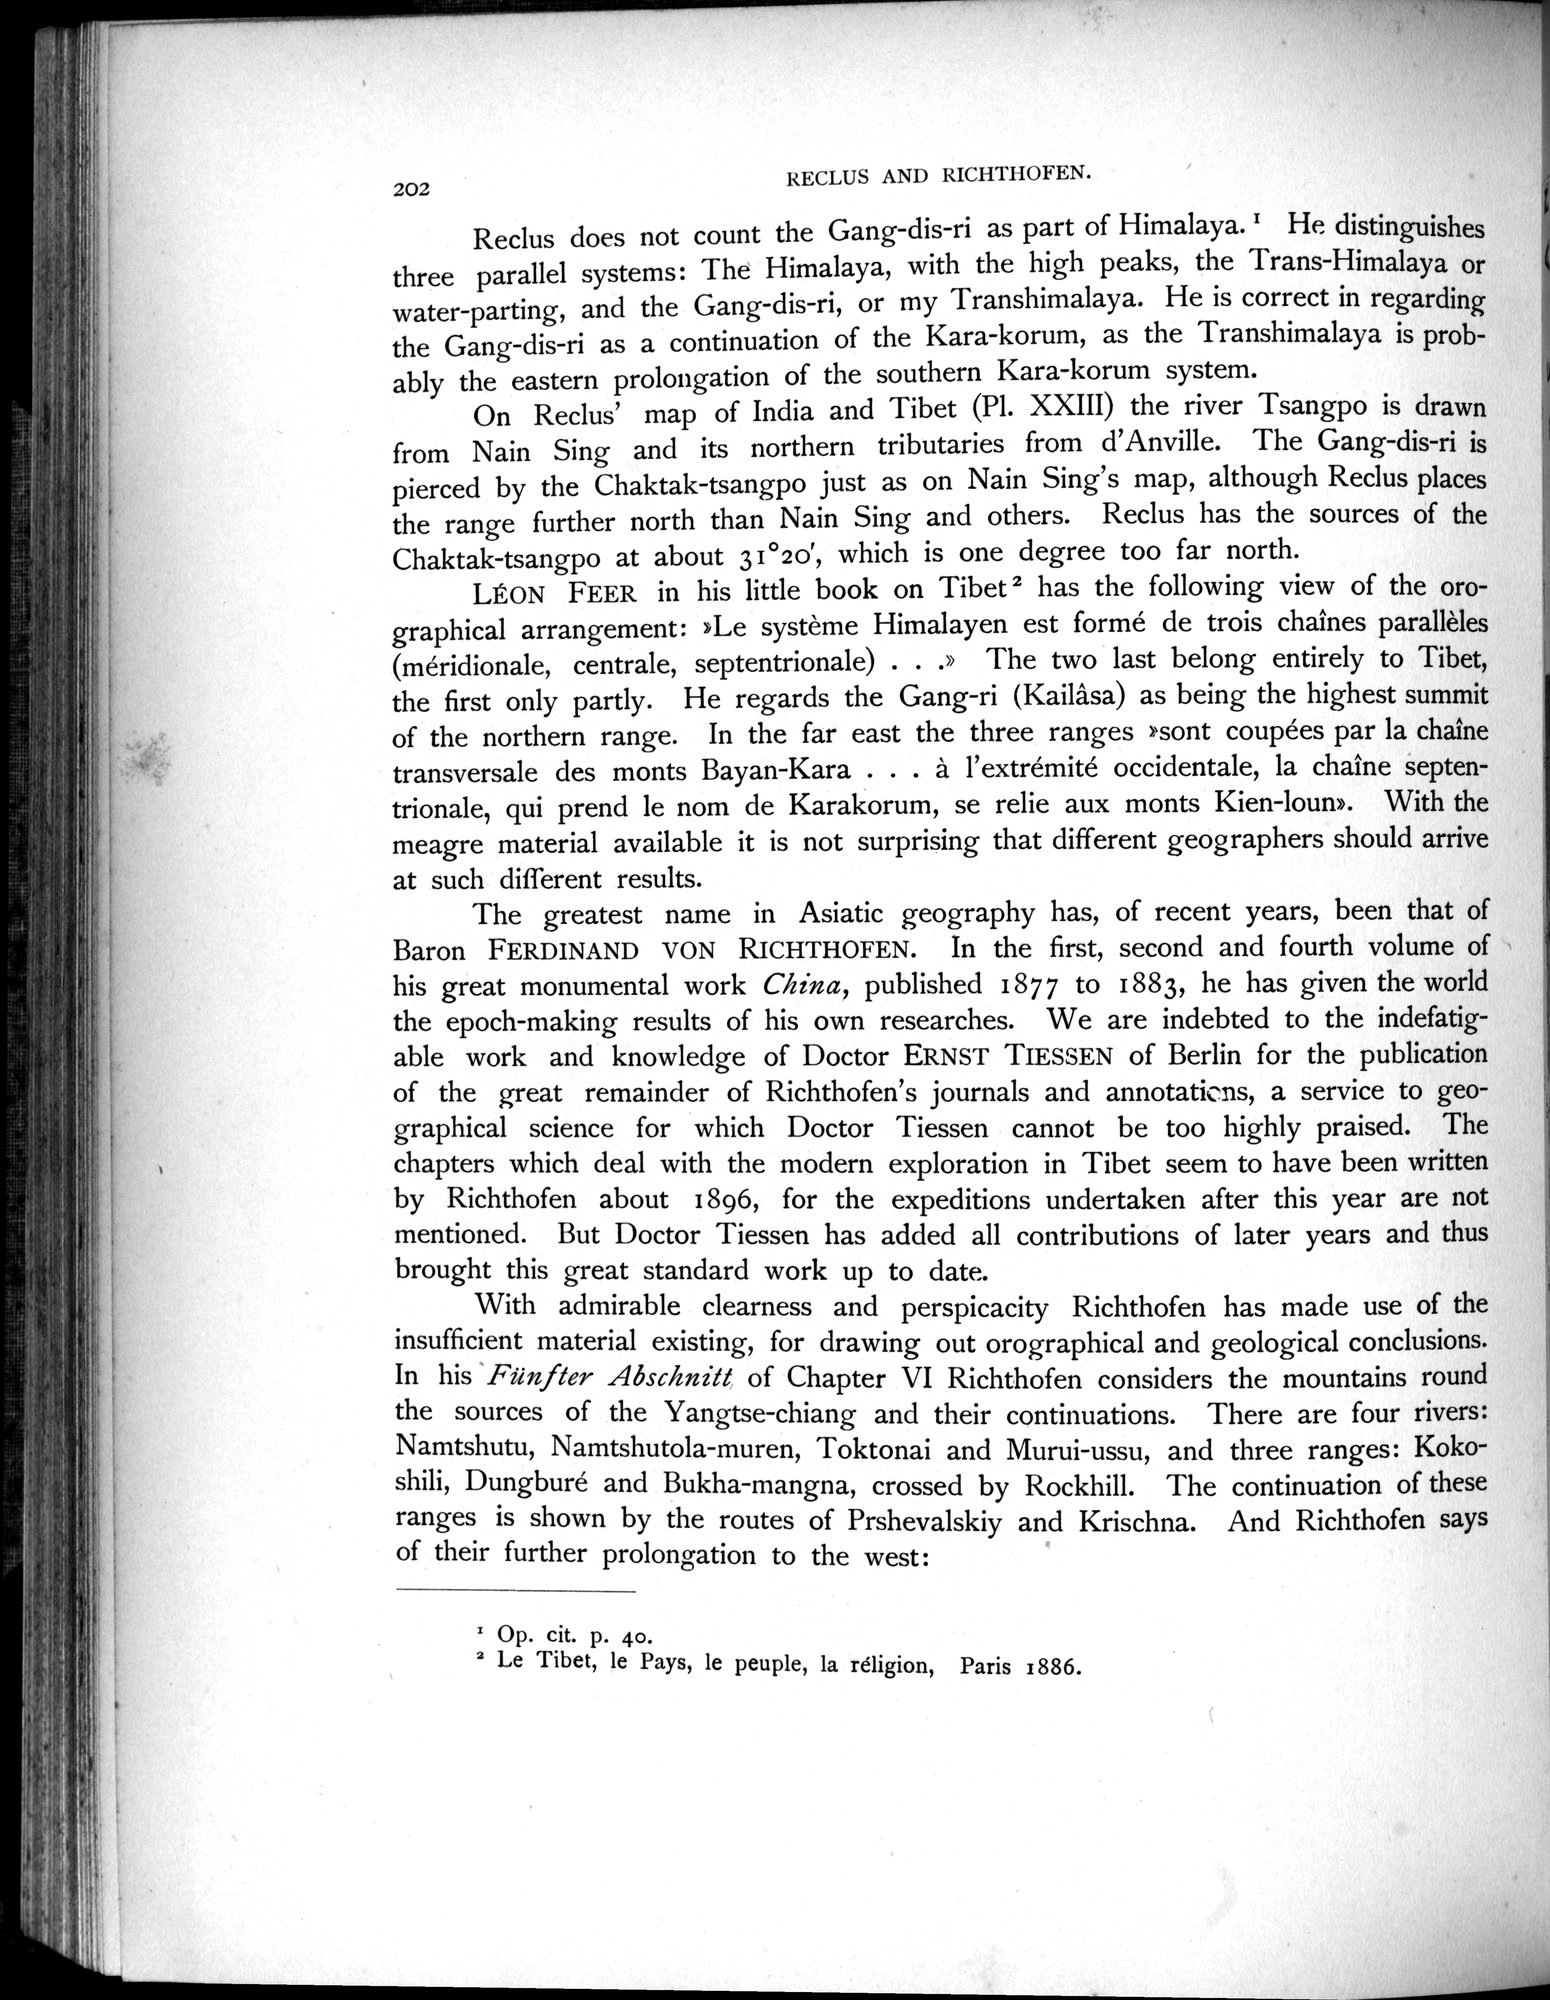 202
RECLUS AND RICHTHOFEN.
Reclus does not count the Gang-dis-ri as part of Himalaya.¹ He distinguishes
three parallel systems: The Himalaya, with the high peaks, the Trans-Himalaya or
water-parting, and the Gang-dis-ri, or my Transhimalaya. He is correct in regarding
the Gang-dis-ri as a continuation of the Kara-korum, as the Transhimalaya is prob-
ably the eastern prolongation of the southern Kara-korum system.
On Reclus' map of India and Tibet (Pl. XXIII) the river Tsangpo is drawn
from Nain Sing and its northern tributaries from d'Anville. The Gang-dis-ri is
pierced by the Chaktak-tsangpo just as on Nain Sing's map, although Reclus places
the range further north than Nain Sing and others. Reclus has the sources of the
Chaktak-tsangpo at about 31°20', which is one degree too far north.
LÉON FEER in his little book on Tibet² has the following view of the oro-
graphical arrangement: »Le système Himalayen est formé de trois chaînes parallèles
(méridionale, centrale, septentrionale) . . .» The two last belong entirely to Tibet,
the first only partly. He regards the Gang-ri (Kailâsa) as being the highest summit
of the northern range. In the far east the three ranges »sont coupées par la chaîne
transversale des monts Bayan-Kara . . . à l'extrémité occidentale, la chaîne septen-
trionale, qui prend le nom de Karakorum, se relie aux monts Kien-loun». With the
meagre material available it is not surprising that different geographers should arrive
at such different results.
The greatest name in Asiatic geography has, of recent years, been that of
Baron FERDINAND VON RICHTHOFEN. In the first, second and fourth volume of
his great monumental work China, published 1877 to 1883, he has given the world
the epoch-making results of his own researches. We are indebted to the indefatig-
able work and knowledge of Doctor ERNST TIESSEN of Berlin for the publication
of the great remainder of Richthofen's journals and annotations, a service to geo-
graphical science for which Doctor Tiessen cannot be too highly praised. The
chapters which deal with the modern exploration in Tibet seem to have been written
by Richthofen about 1896, for the expeditions undertaken after this year are not
mentioned. But Doctor Tiessen has added all contributions of later years and thus
brought this great standard work up to date.
With admirable clearness and perspicacity Richthofen has made use of the
insufficient material existing, for drawing out orographical and geological conclusions.
In his Fünfter Abschnitt of Chapter VI Richthofen considers the mountains round
the sources of the Yangtse-chiang and their continuations. There are four rivers:
Namtshutu, Namtshutola-muren, Toktonai and Murui-ussu, and three ranges: Koko-
shili, Dungburé and Bukha-mangna, crossed by Rockhill. The continuation of these
ranges is shown by the routes of Prshevalskiy and Krischna. And Richthofen says
of their further prolongation to the west:
¹ Op. cit. p. 40.
² Le Tibet, le Pays, le peuple, la réligion, Paris 1886.